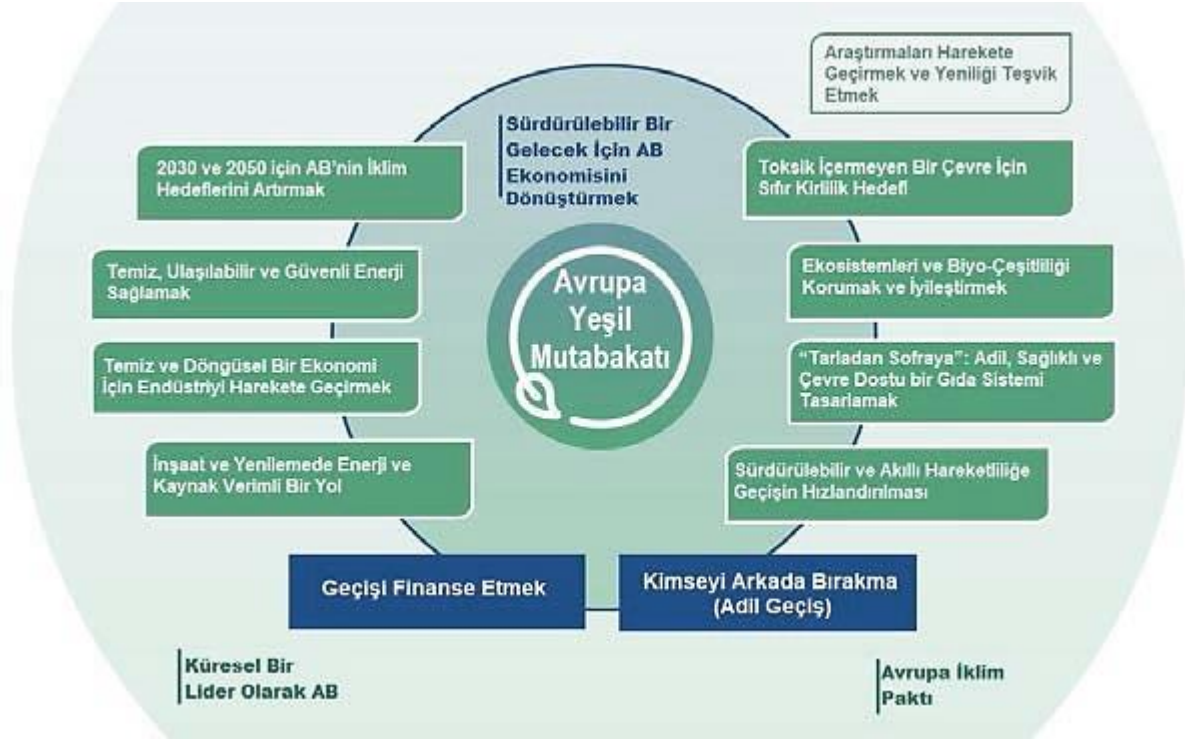 Araştırmaları Harekete
Geçirmek ve Yeniliği Teşvik
Etmek
Sürdürülebilir Bir
Gelecek İçin AB
Ekonomisini
Dönüştürmek
2030 ve 2050 için AB'nin İklim
Hedeflerini Artırmak
Toksik İçermeyen Bir Çevre İçin
Sıfır Kirlilik Hedefi
Temiz, Ulaşılabilir ve Güvenli Enerji
Sağlamak
Ekosistemleri ve Biyo-Çeşitliliği
Korumak ve İyileştirmek
Avrupa
Yeşil
Mutabakatı
Temiz ve Döngüsel Bir Ekonomi
İçin Endüstriyi Harekete Geçirmek
"Tarladan Sofraya": Adil, Sağlıklı ve
Çevre Dostu bir Gıda Sistemi
Tasarlamak
İnşaat ve Yenilemede Enerji ve
Kaynak Verimli Bir Yol
Sürdürülebilir ve Akıllı Hareketliliğe
Geçişin Hızlandırılması
Geçişi Finanse Etmek
Kimseyi Arkada Bırakma
(Adil Geçiş)
Küresel Bir
Lider Olarak AB
Avrupa İklim
Paktı